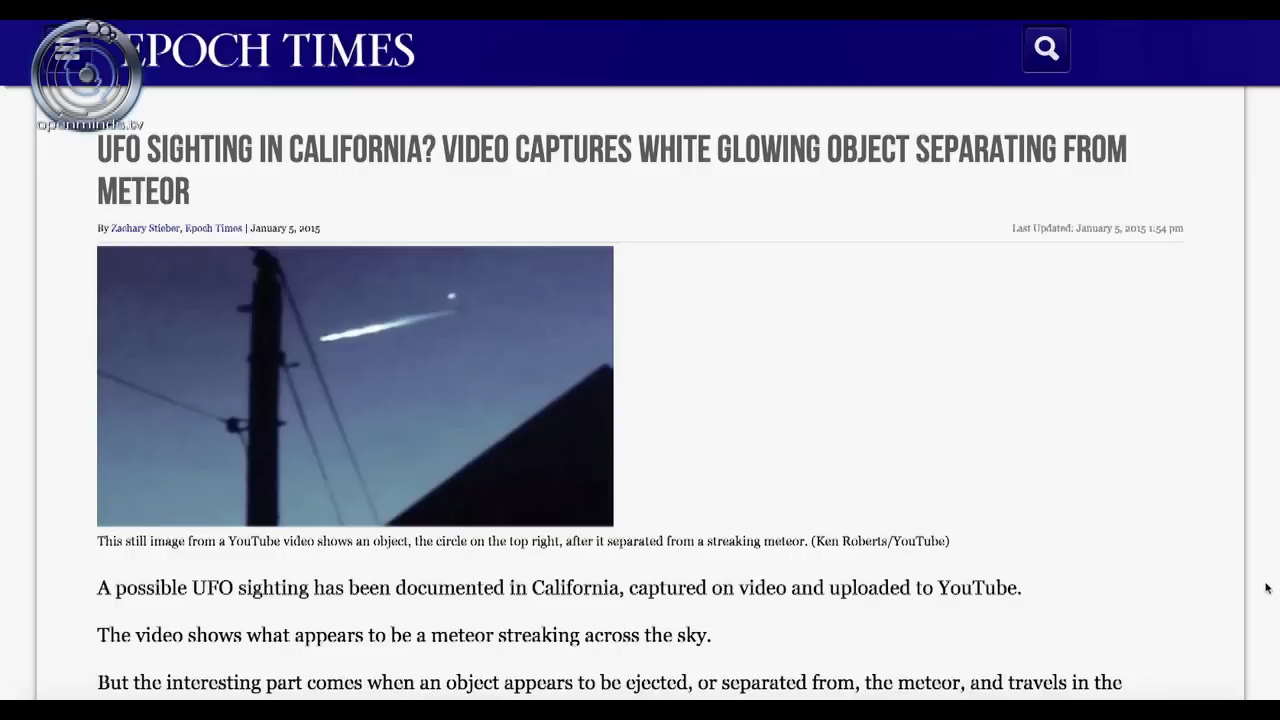 EPOCH TIMES
openminds.tv
UFO SIGHTING IN CALIFORNIA? VIDEO CAPTURES WHITE GLOWING OBJECT SEPARATING FROM
METEOR
By Zachary Stieber, Epoch Times | January 5, 2015
Last Updated: January 5, 2015 1:54 pm
This still image from a YouTube video shows an object, the circle on the top right, after it separated from a streaking meteor. (Ken Roberts/YouTube)
A possible UFO sighting has been documented in California, captured on video and uploaded to YouTube.
The video shows what appears to be a meteor streaking across the sky.
But the interesting part comes when an object appears to be ejected, or separated from, the meteor, and travels in the